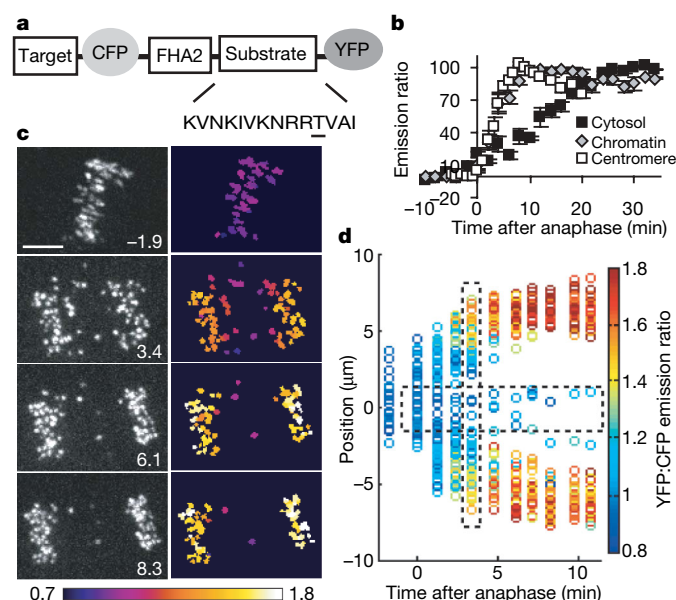 a
Target CFP FHA2 Substrate YFP
KVNKIVKNRRTVAI
b
Emission ratio
100
70
40
10
−20
−10 0 10 20 30
Cytosol
Chromatin
Centromere
Time after anaphase (min)
c
−1.9
3.4
6.1
8.3
0.7 1.8
d
Position (μm)
10
5
0
−5
−10
0 5 10
Time after anaphase (min)
1.8
1.6
1.4
1.2
1
0.8
YFP:CFP emission ratio